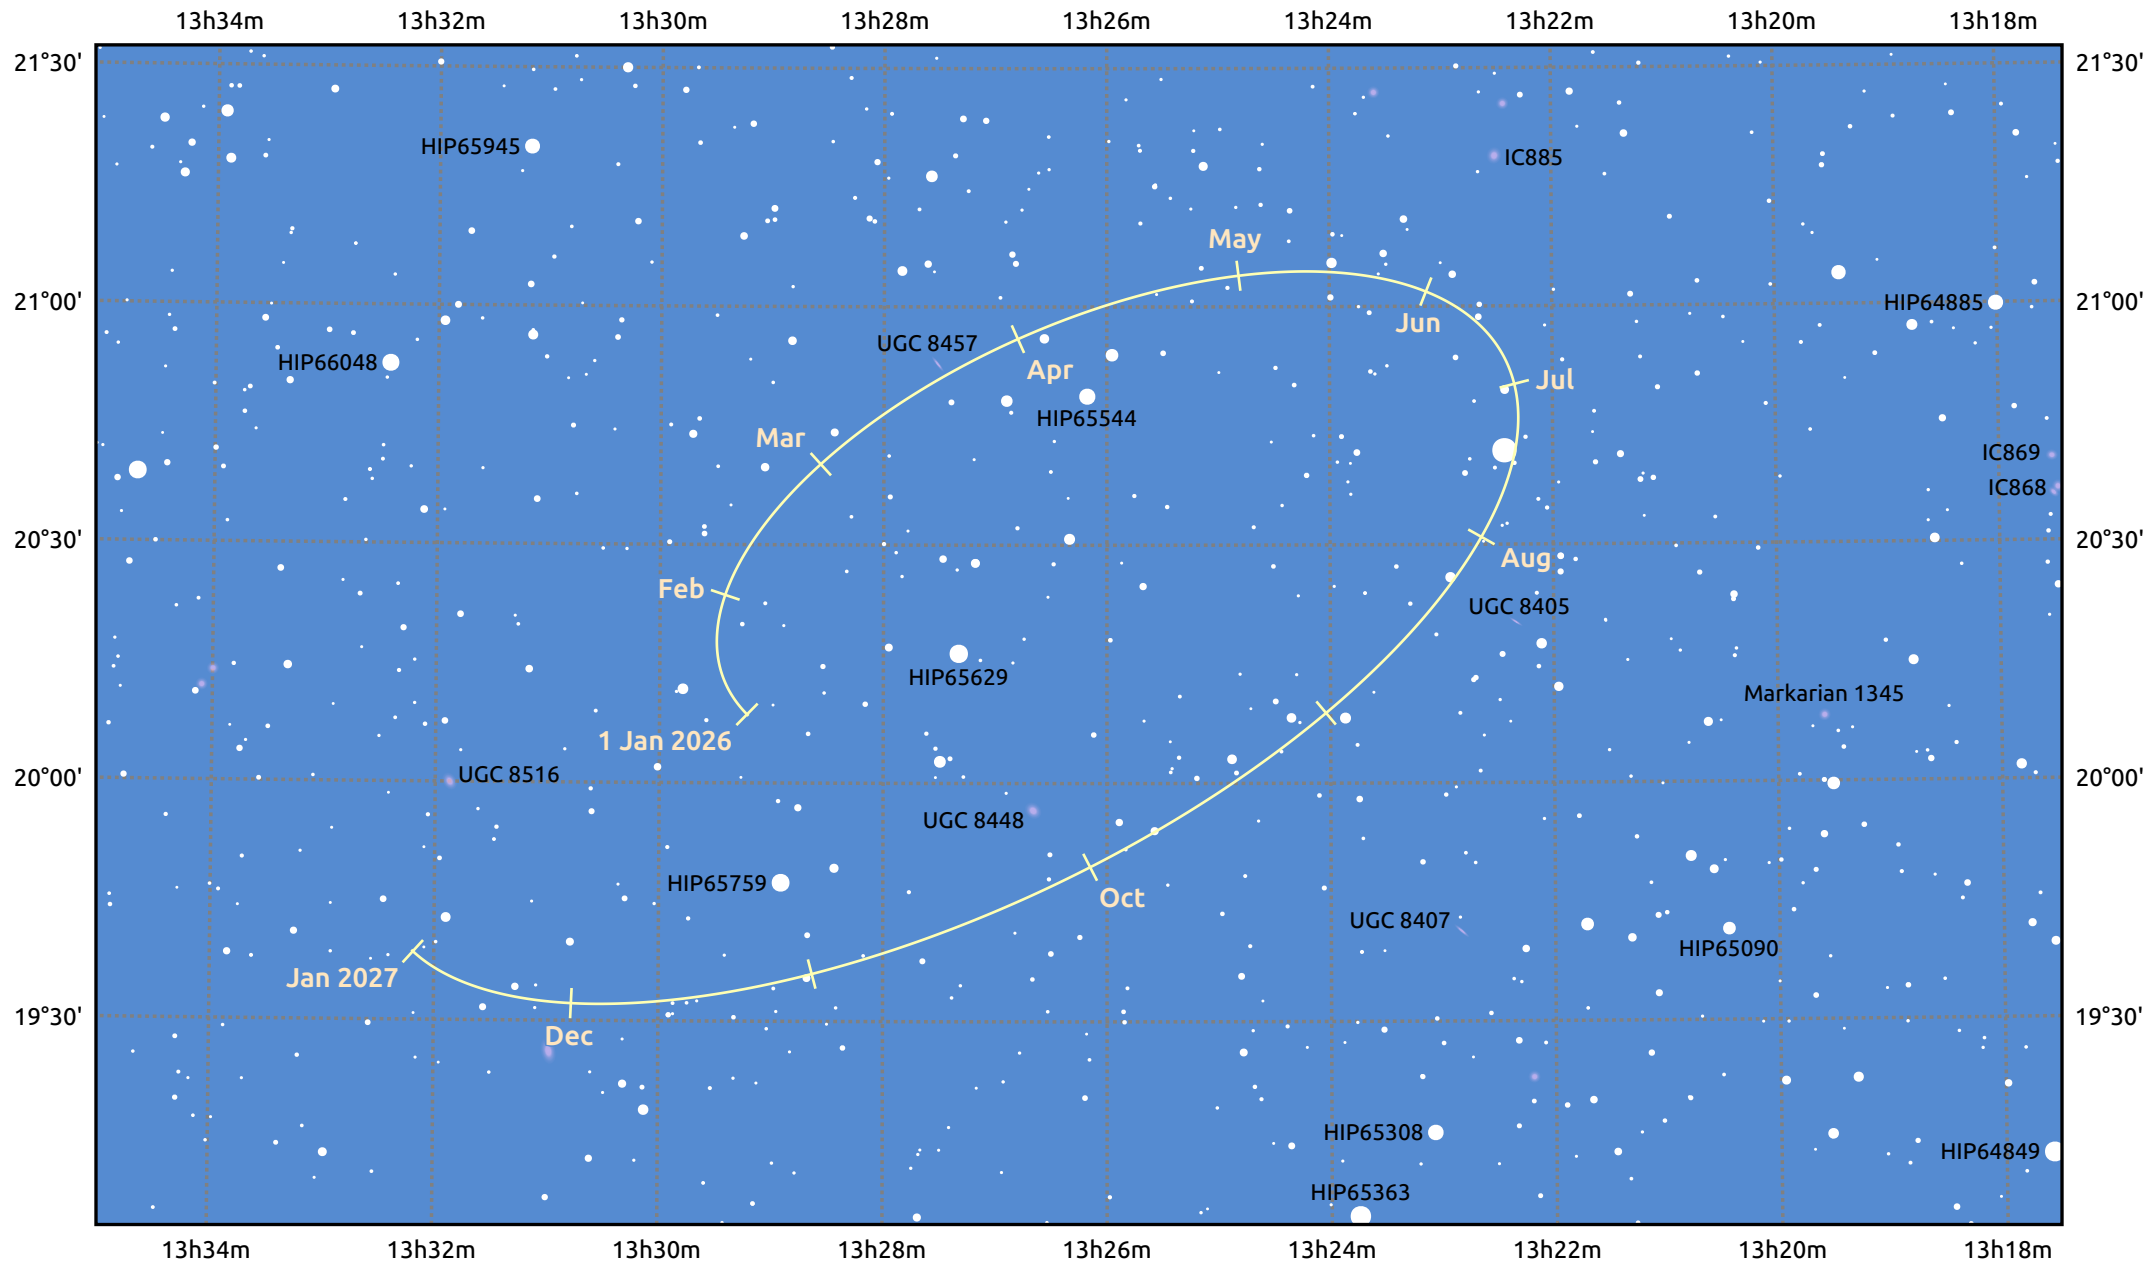 13h34m 13h32m 13h30m 13h28m 13h26m 13h24m 13h22m 13h20m 13h18m
21°30' 21°30'
HIP65945
IC885
May
21°00' HIP64885 21°00'
Jun
UGC 8457
HIP66048
Apr
Jul
HIP65544
Mar
IC869
IC868
20°30' 20°30'
Aug
Feb
UGC 8405
HIP65629
Markarian 1345
1 Jan 2026
20°00' UGC 8516 20°00'
UGC 8448
HIP65759
Oct
UGC 8407
HIP65090
Jan 2027
19°30' 19°30'
Dec
HIP65308
HIP64849
HIP65363
13h34m 13h32m 13h30m 13h28m 13h26m 13h24m 13h22m 13h20m 13h18m